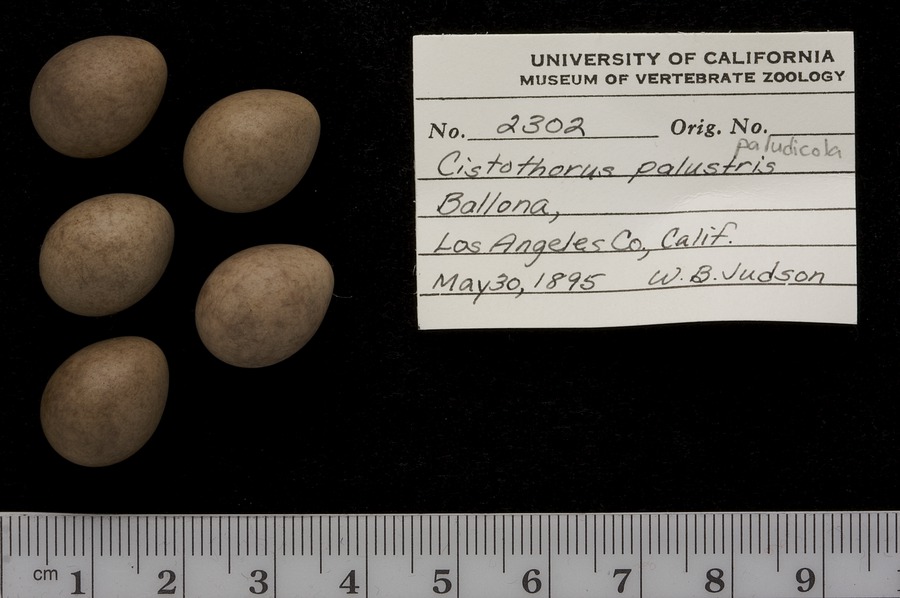 UNIVERSITY OF CALIFORNIA
MUSEUM OF VERTEBRATE ZOOLOGY
No. 2302 Orig. No.
paludicola
Cistothorus palustris
Ballona,
Los Angeles Co., Calif.
May 30, 1895 W. B. Judson
cm 1 2 3 4 5 6 7 8 9 1